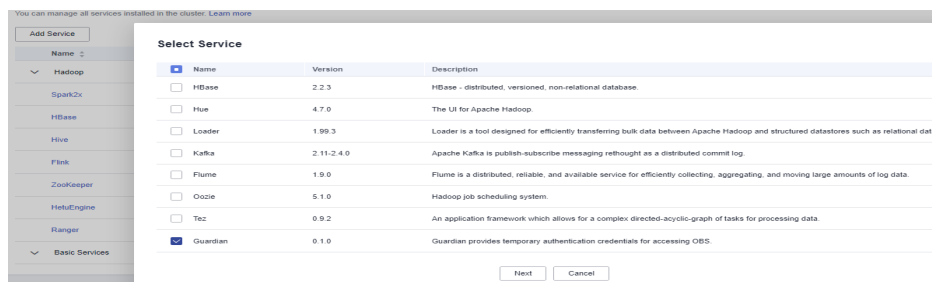 You can manage all services installed in the cluster. Learn more
Add Service
Name
Hadoop
Spark2x
HBase
Hive
Flink
ZooKeeper
HetuEngine
Ranger
Basic Services
Select Service
Name Version Description
HBase 2.2.3 HBase - distributed, versioned, non-relational database.
Hue 4.7.0 The UI for Apache Hadoop.
Loader 1.99.3 Loader is a tool designed for efficiently transferring bulk data between Apache Hadoop and structured datastores such as relational dat
Kafka 2.11-2.4.0 Apache Kafka is publish-subscribe messaging rethought as a distributed commit log.
Flume 1.9.0 Flume is a distributed, reliable, and available service for efficiently collecting, aggregating, and moving large amounts of log data.
Oozie 5.1.0 Hadoop job scheduling system.
Tez 0.9.2 An application framework which allows for a complex directed-acyclic-graph of tasks for processing data.
Guardian 0.1.0 Guardian provides temporary authentication credentials for accessing OBS.
Next Cancel